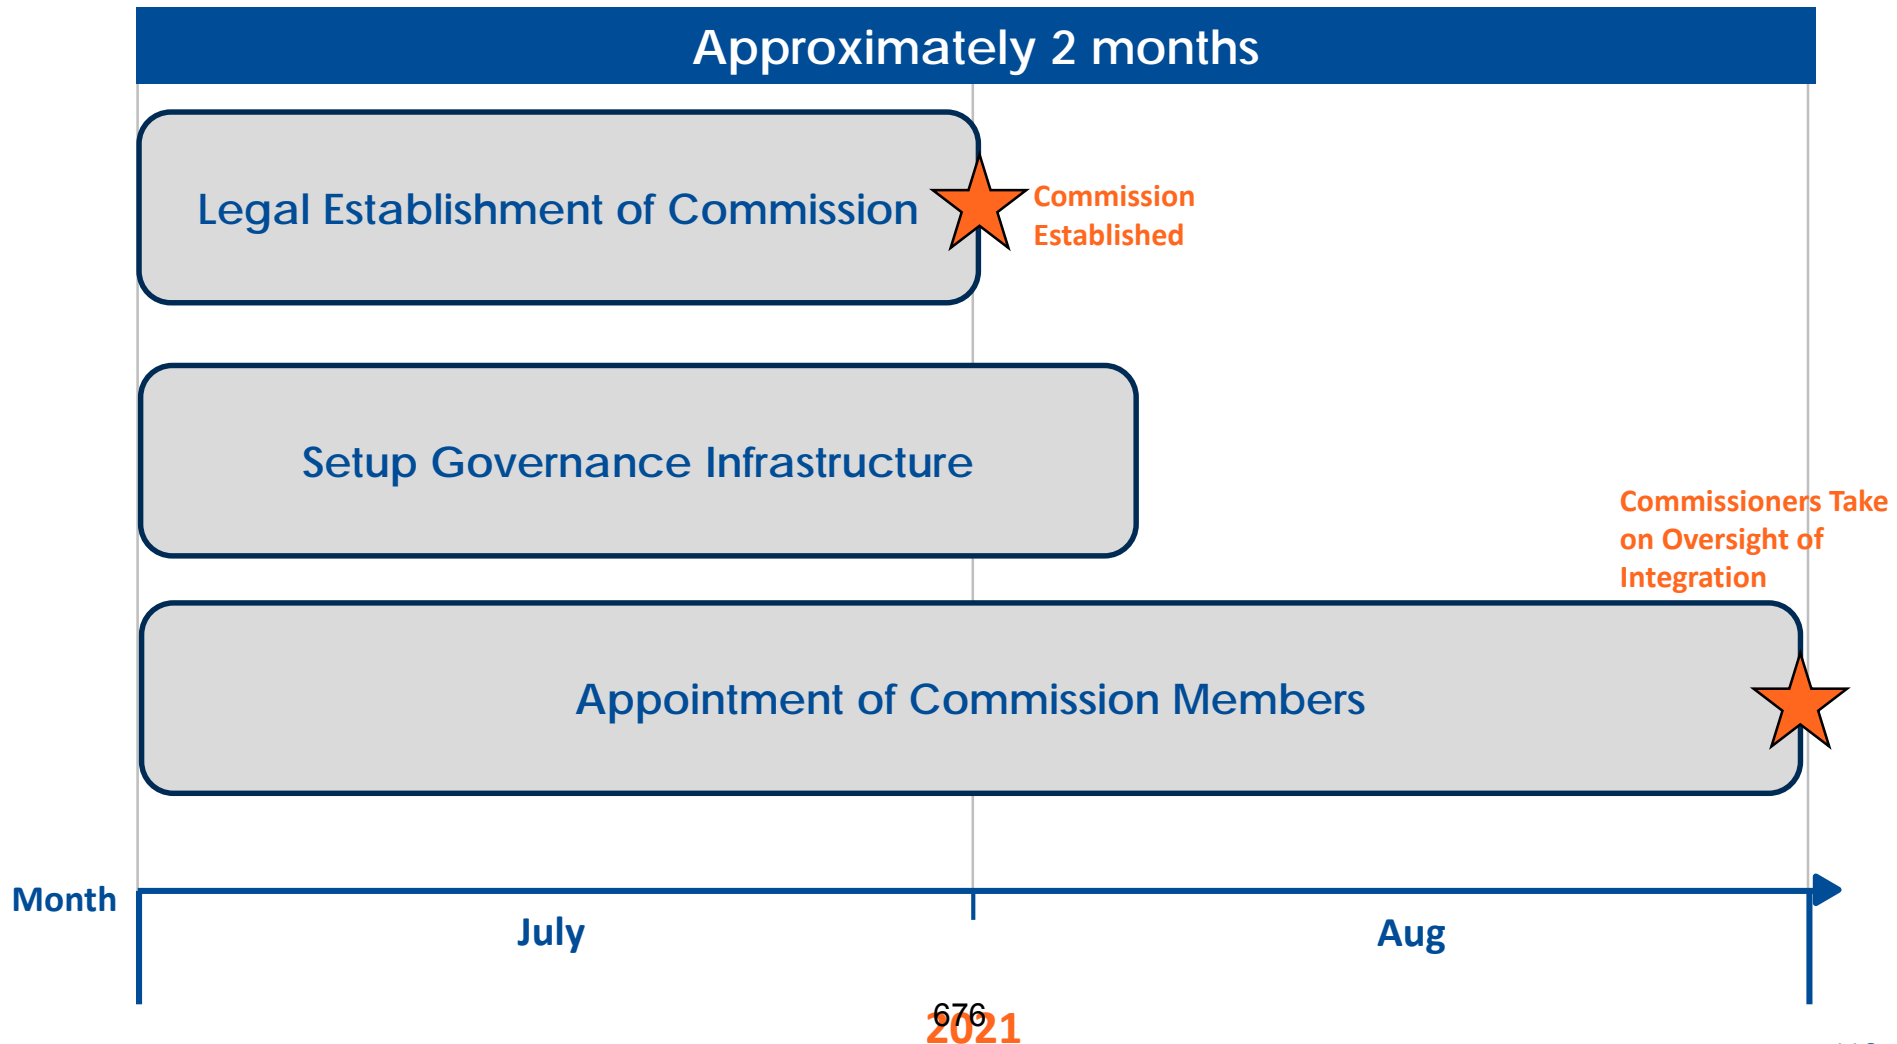 Approximately 2 months
Legal Establishment of Commission
Commission
Established
Setup Governance Infrastructure
Commissioners Take
on Oversight of
Integration
Appointment of Commission Members
Month
July
Aug
676
2021